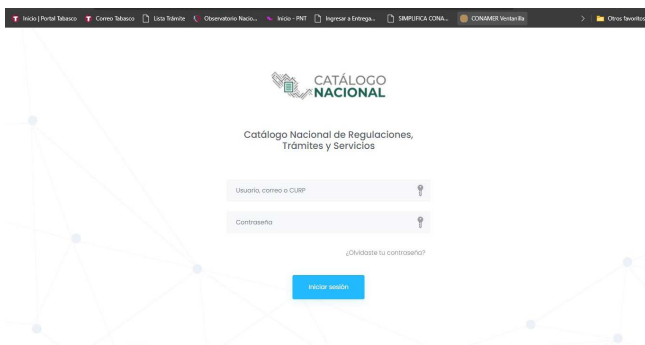 Inicio | Portal Tabasco
Correo Tabasco
Lista Trámite
Observatorio Nacio...
Inicio - PNT
Ingresar a Entrega...
SIMPLIFICA CONA...
CONAMER Ventanilla
Otros favoritos
CATÁLOGO
NACIONAL
Catálogo Nacional de Regulaciones,
Trámites y Servicios
Usuario, correo o CURP
Contraseña
¿Olvidaste tu contraseña?
Iniciar sesión